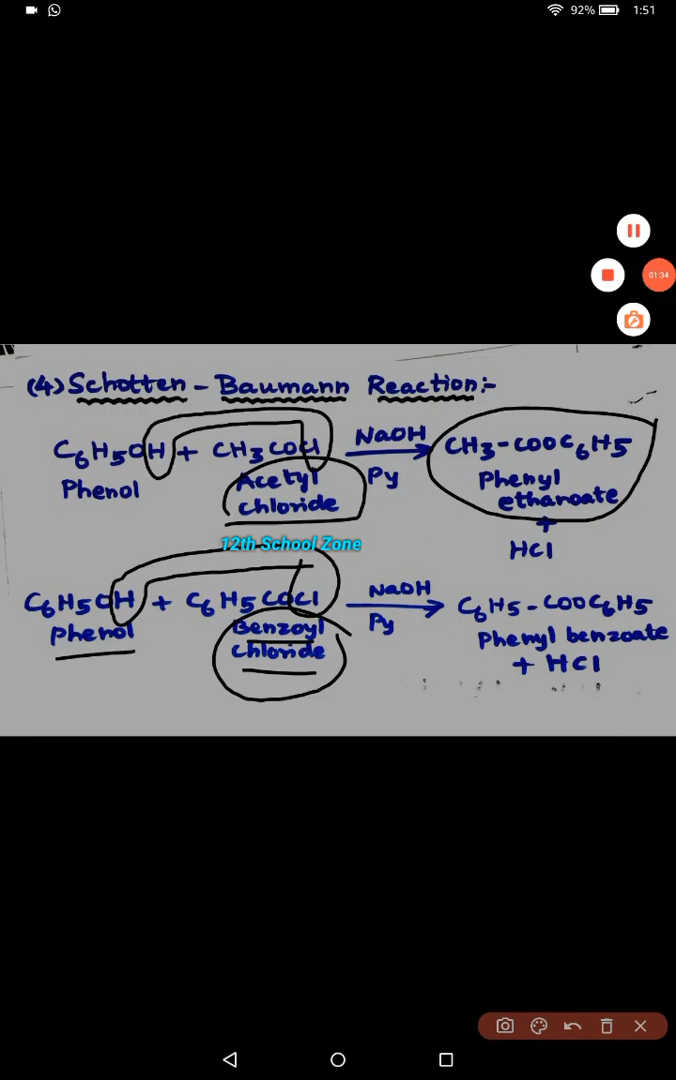 92% 1:51
01:34
(4) Schotten - Baumann Reaction:-
C6H5OH + CH3COCl NaOH CH3-COOC6H5
Phenol Acetyl Py Phenyl
chloride ethanoate
+
12th School Zone
HCl
C6H5OH + C6H5COCl NaOH C6H5-COOC6H5
Phenol Benzoyl Py Phenyl benzoate
chloride + HCl